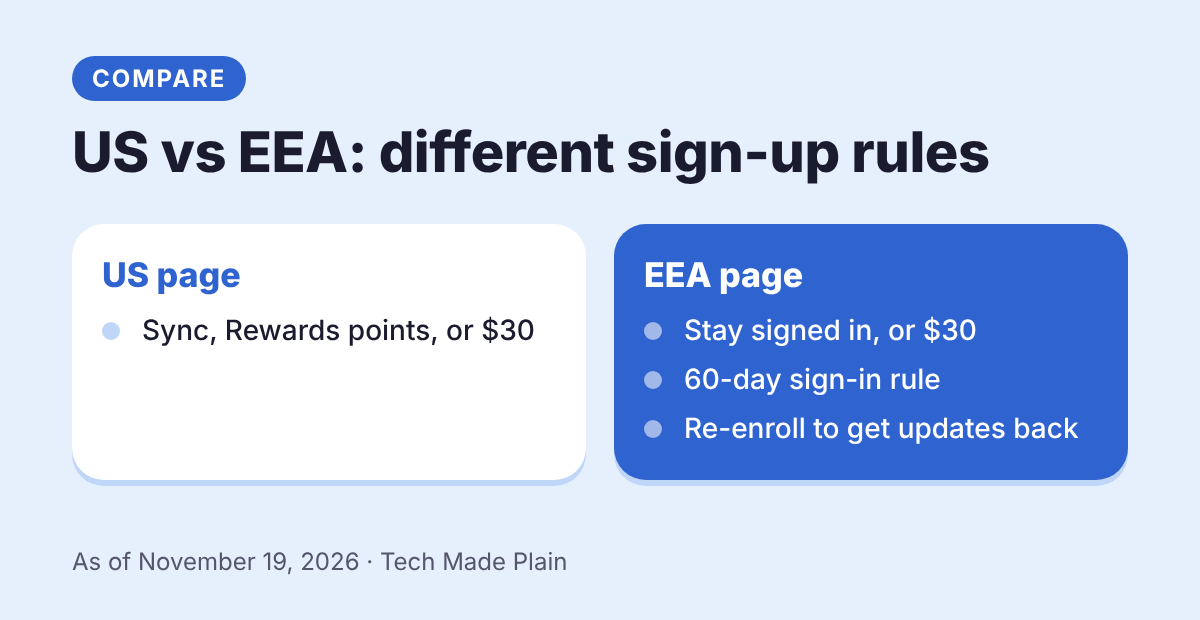 COMPARE
US vs EEA: different sign-up rules
US page
Sync, Rewards points, or $30
EEA page
Stay signed in, or $30
60-day sign-in rule
Re-enroll to get updates back
As of November 19, 2026 · Tech Made Plain